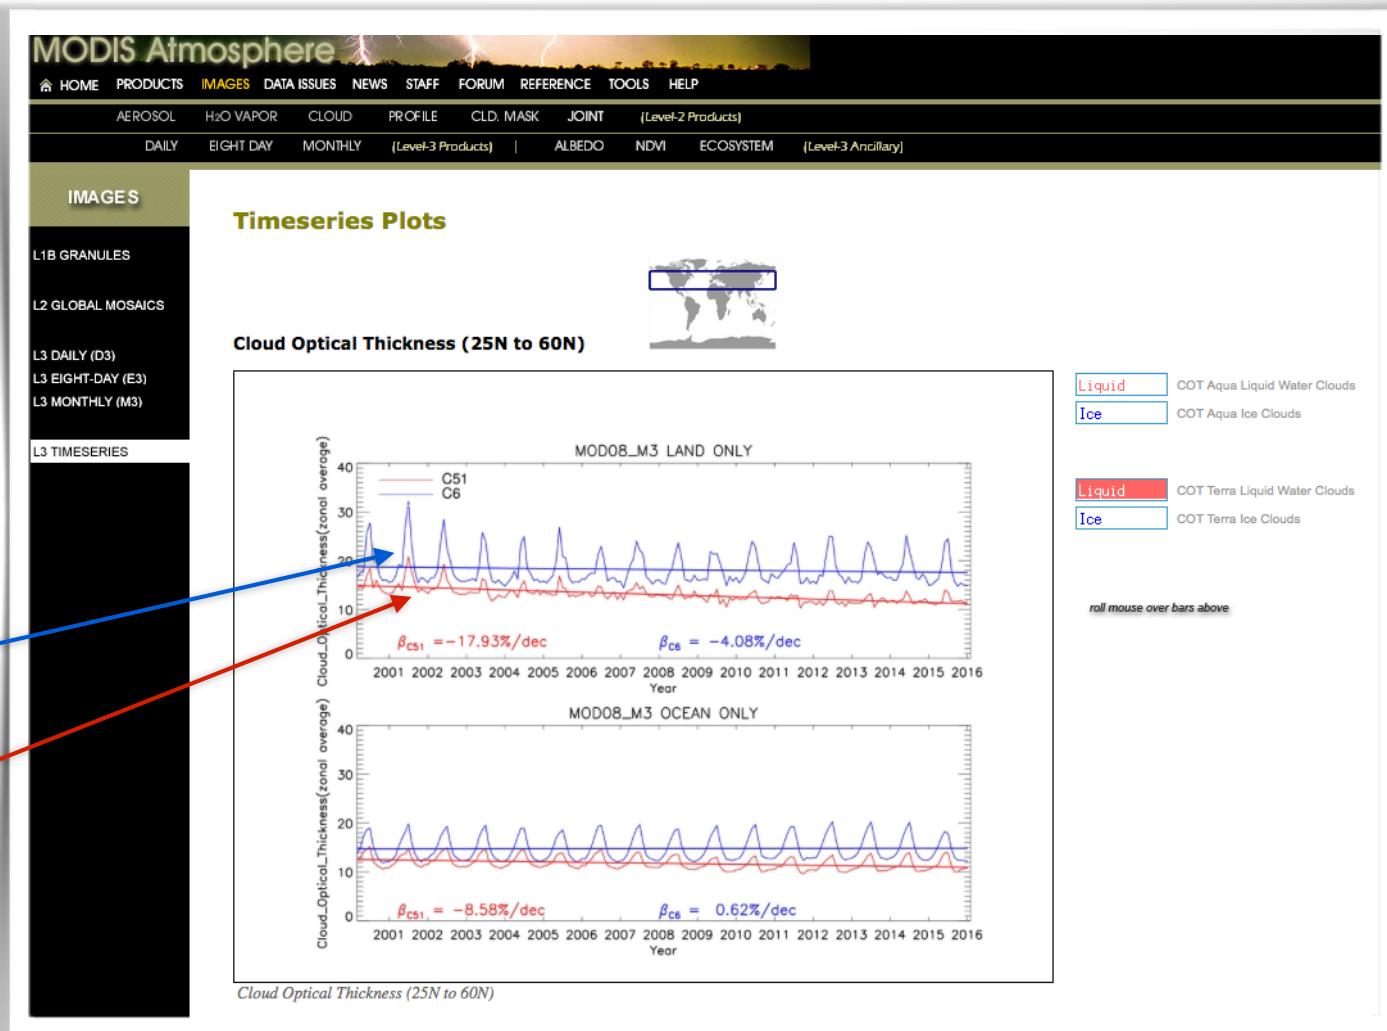 MODIS Atmosphere
HOME PRODUCTS IMAGES DATA ISSUES NEWS STAFF FORUM REFERENCE TOOLS HELP
AEROSOL H2O VAPOR CLOUD PROFILE CLD. MASK JOINT (Level-2 Products)
DAILY EIGHT DAY MONTHLY (Level-3 Products) | ALBEDO NDVI ECOSYSTEM (Level-3 Ancillary)
IMAGES
L1B GRANULES
L2 GLOBAL MOSAICS
L3 DAILY (D3)
L3 EIGHT-DAY (E3)
L3 MONTHLY (M3)
L3 TIMESERIES
Timeseries Plots
Cloud Optical Thickness (25N to 60N)
MOD08_M3 LAND ONLY
Cloud_Optical_Thickness(zonal average)
40
30
20
10
0
C51
C6
βC51 =-17.93%/dec βC6 = -4.08%/dec
2001 2002 2003 2004 2005 2006 2007 2008 2009 2010 2011 2012 2013 2014 2015 2016
Year
MOD08_M3 OCEAN ONLY
Cloud_Optical_Thickness(zonal average)
40
30
20
10
0
βC51 = -8.58%/dec βC6 = 0.62%/dec
2001 2002 2003 2004 2005 2006 2007 2008 2009 2010 2011 2012 2013 2014 2015 2016
Year
Cloud Optical Thickness (25N to 60N)
Liquid COT Aqua Liquid Water Clouds
Ice COT Aqua Ice Clouds
Liquid COT Terra Liquid Water Clouds
Ice COT Terra Ice Clouds
roll mouse over bars above